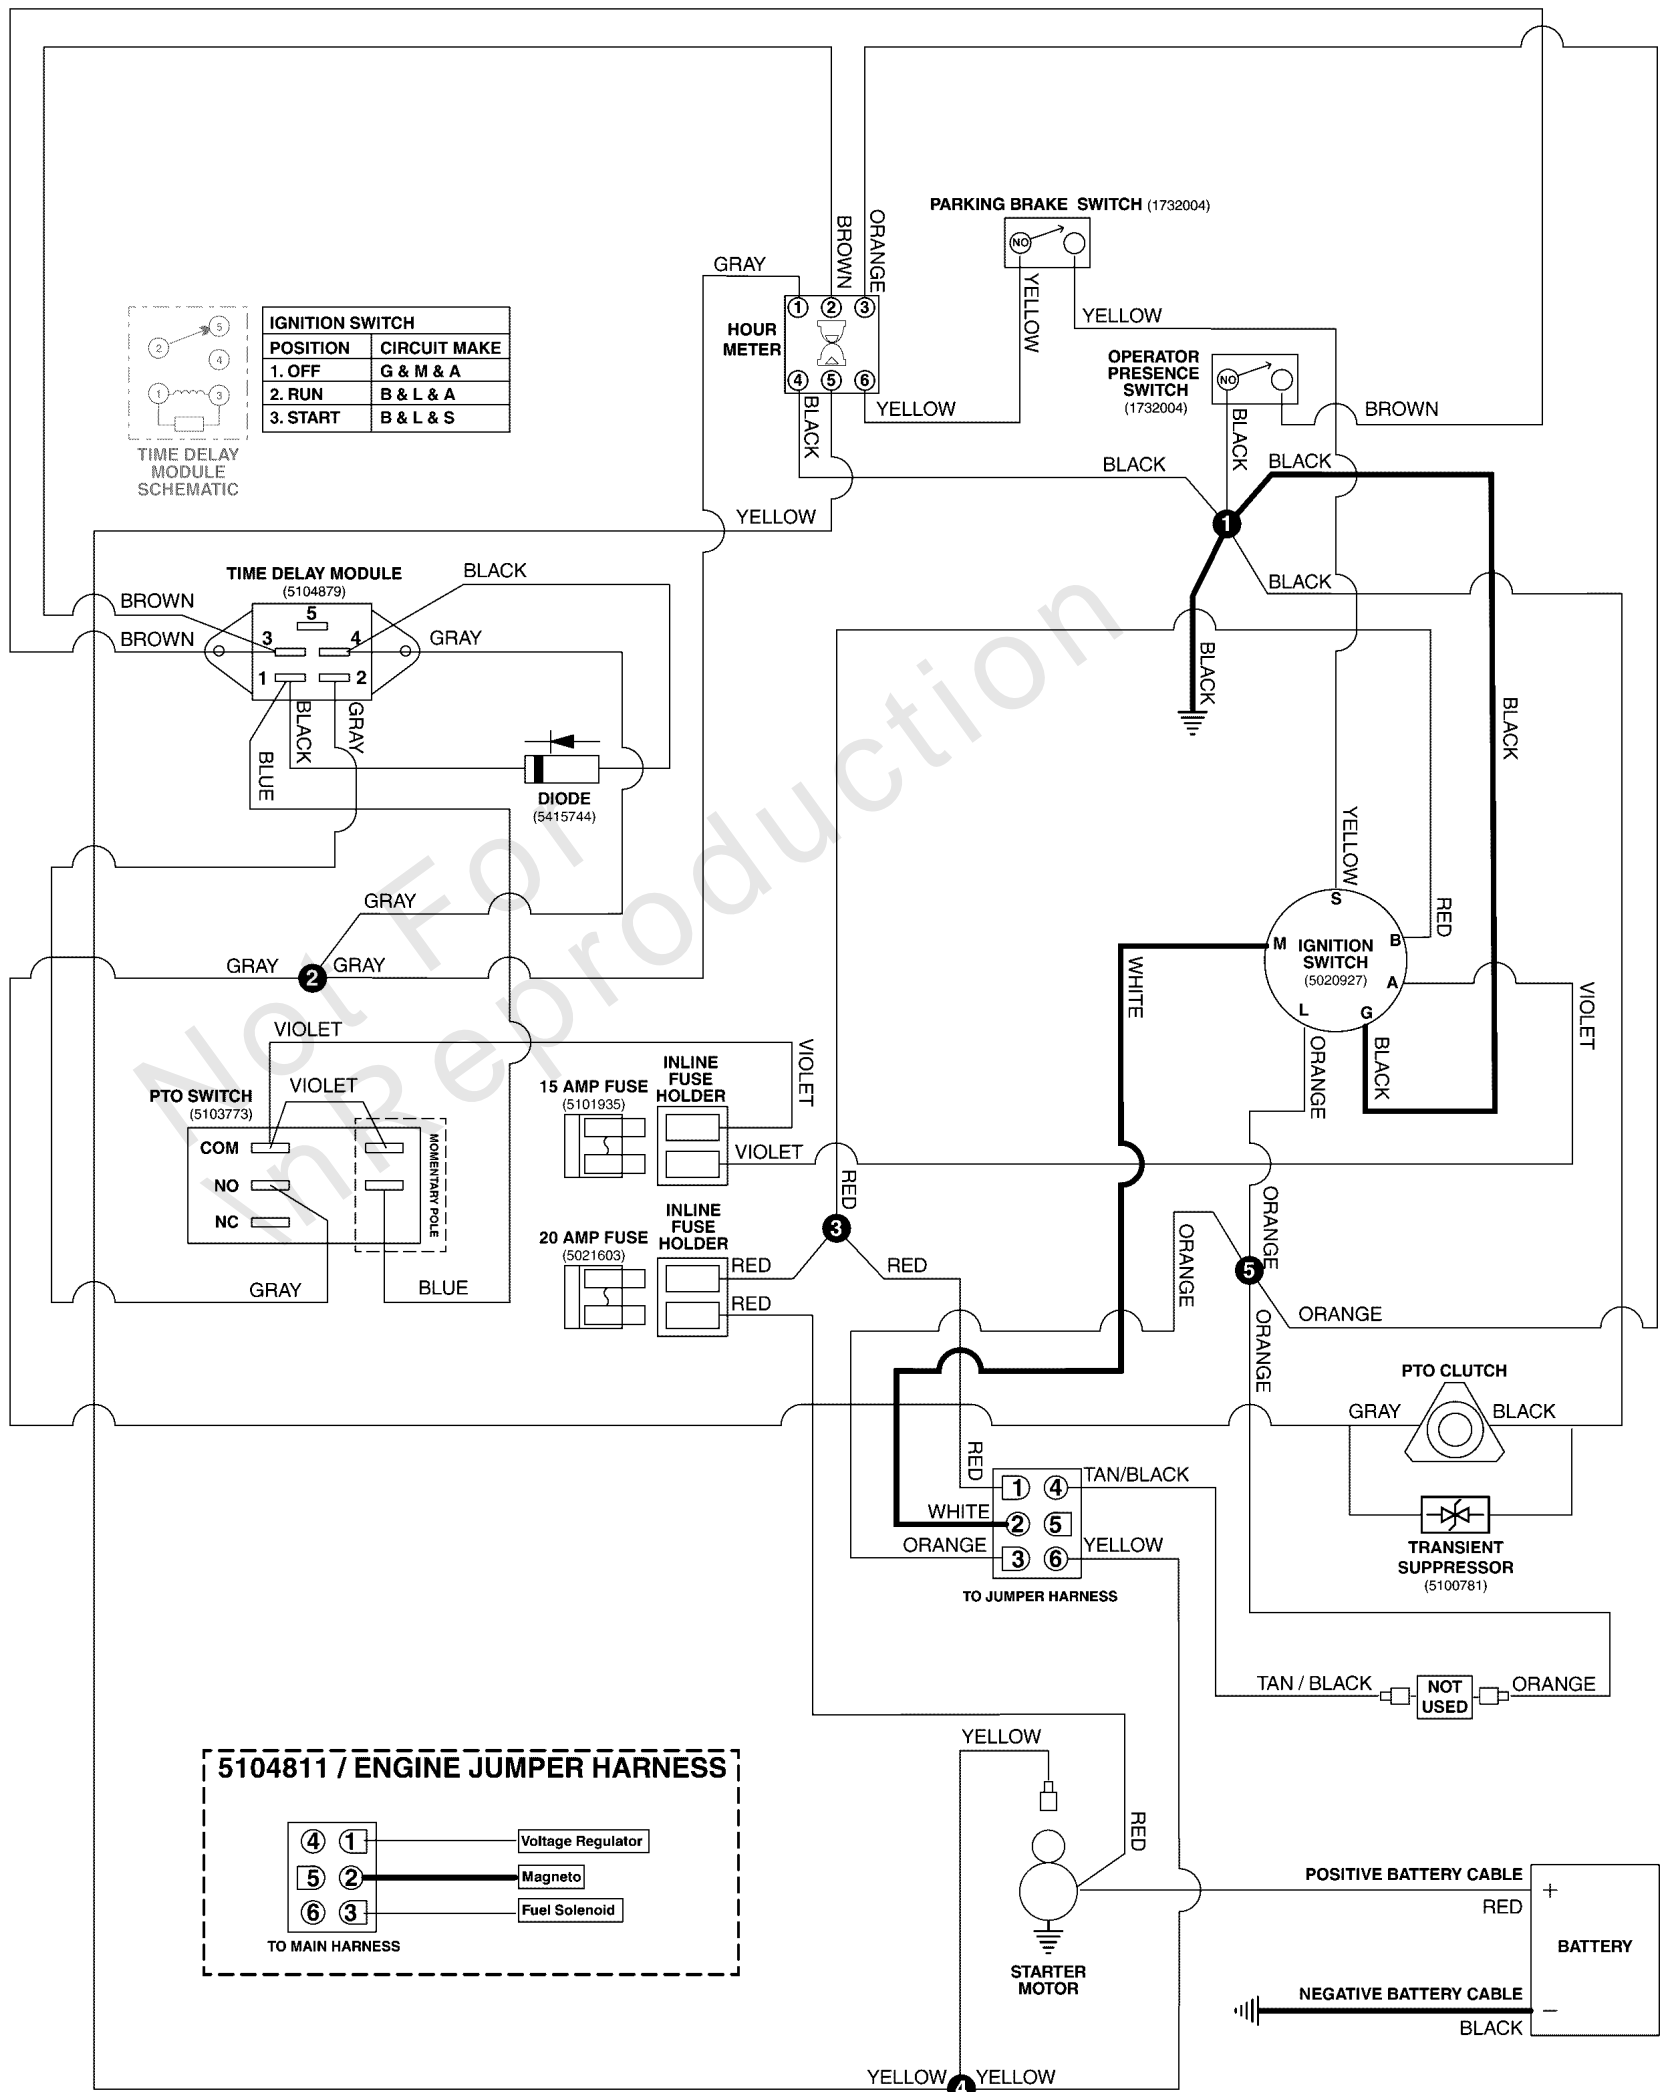 PARKING BRAKE SWITCH (1732004)
NO
YELLOW
YELLOW
BROWN
ORANGE
GRAY
1 2 3
HOUR
METER
4 5 6
YELLOW
BLACK
OPERATOR
PRESENCE
SWITCH
(1732004)
NO
BROWN
BLACK
BLACK
BLACK
1
BLACK
BLACK
BLACK
YELLOW
5
2
4
1
3
TIME DELAY
MODULE
SCHEMATIC
IGNITION SWITCH
POSITION CIRCUIT MAKE
1. OFF G & M & A
2. RUN B & L & A
3. START B & L & S
TIME DELAY MODULE
(5104879)
BLACK
BROWN
BROWN
5
3 4
1 2
GRAY
BLACK
GRAY
BLUE
DIODE
(5415744)
GRAY
GRAY
2
GRAY
YELLOW
S
M
B
A
L
G
IGNITION
SWITCH
(5020927)
RED
WHITE
VIOLET
ORANGE
BLACK
VIOLET
VIOLET
VIOLET
PTO SWITCH
(5103773)
COM
NO
NC
MOMENTARY POLE
GRAY
BLUE
15 AMP FUSE
(5101935)
INLINE
FUSE
HOLDER
VIOLET
20 AMP FUSE
(5021603)
INLINE
FUSE
HOLDER
RED
RED
RED
3
RED
ORANGE
ORANGE
5
ORANGE
ORANGE
PTO CLUTCH
GRAY
BLACK
TRANSIENT
SUPPRESSOR
(5100781)
RED
TAN/BLACK
WHITE
ORANGE
YELLOW
1 4
2 5
3 6
TO JUMPER HARNESS
TAN / BLACK
NOT
USED
ORANGE
YELLOW
RED
STARTER
MOTOR
POSITIVE BATTERY CABLE
RED
+
BATTERY
NEGATIVE BATTERY CABLE
BLACK
–
5104811 / ENGINE JUMPER HARNESS
4 1
5 2
6 3
Voltage Regulator
Magneto
Fuel Solenoid
TO MAIN HARNESS
YELLOW
4
YELLOW
Not For
InReproduction